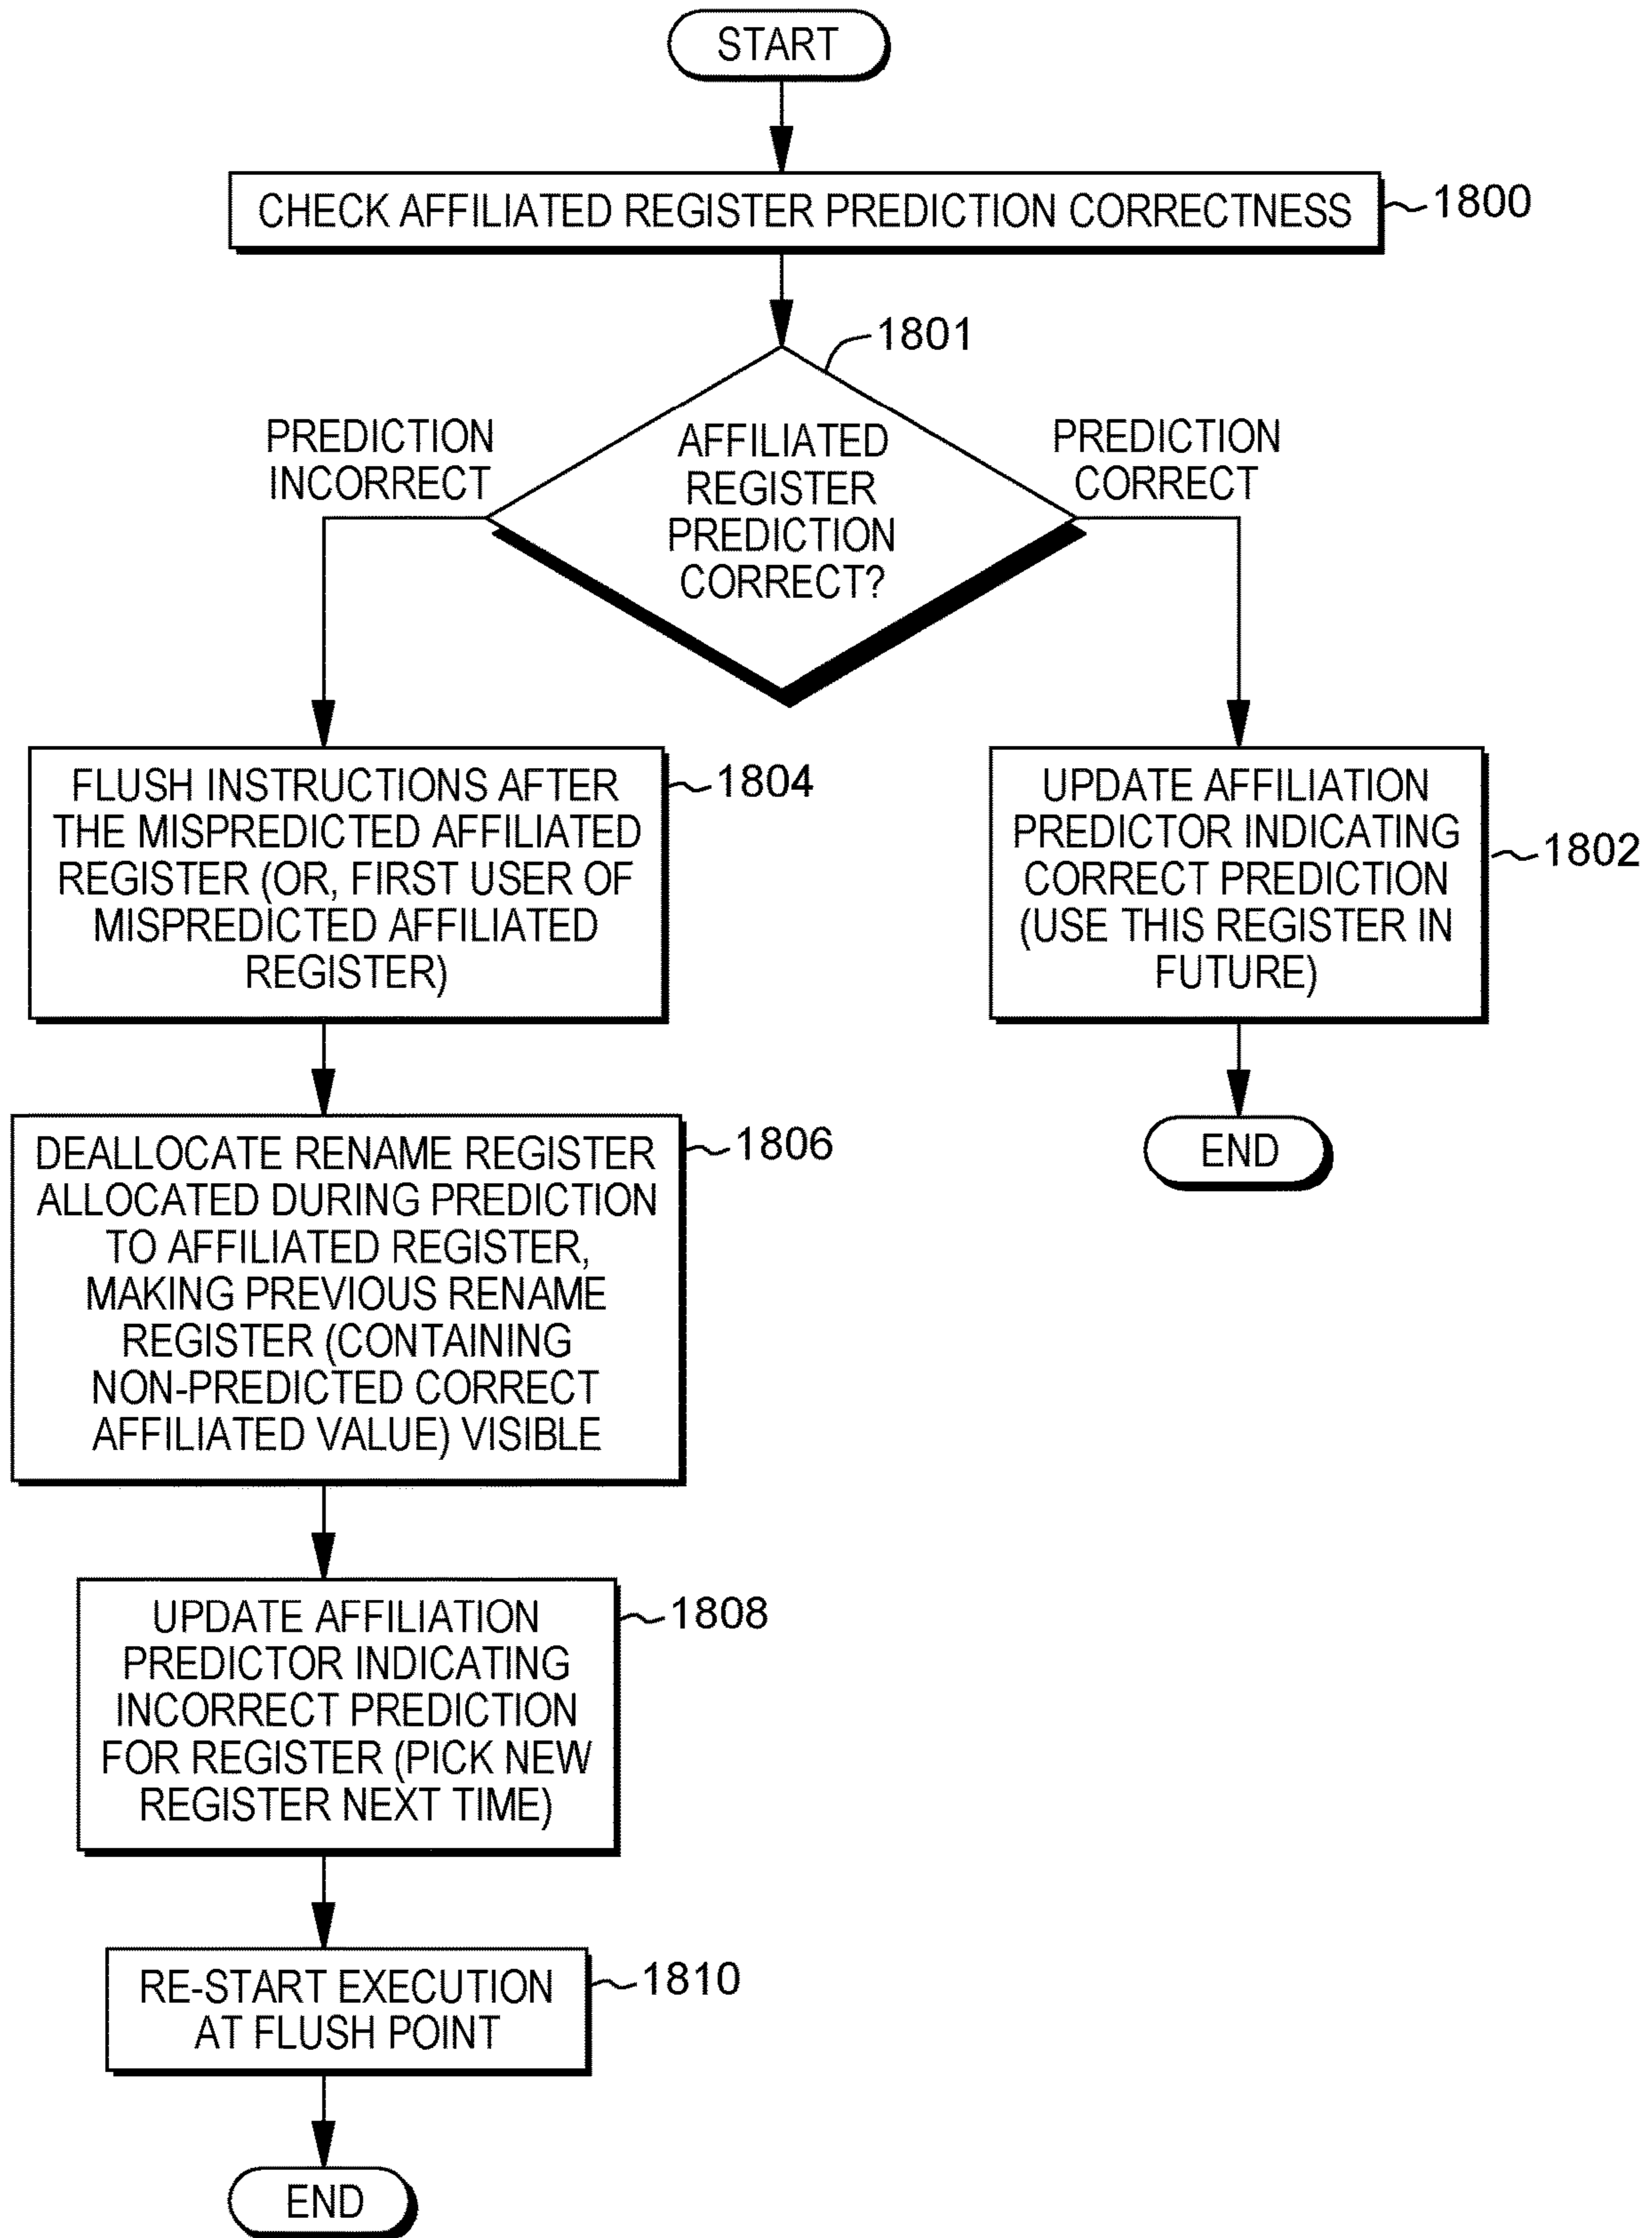 START
CHECK AFFILIATED REGISTER PREDICTION CORRECTNESS
1800
1801
AFFILIATED
REGISTER
PREDICTION
CORRECT?
PREDICTION
INCORRECT
PREDICTION
CORRECT
FLUSH INSTRUCTIONS AFTER
THE MISPREDICTED AFFILIATED
REGISTER (OR, FIRST USER OF
MISPREDICTED AFFILIATED
REGISTER)
1804
UPDATE AFFILIATION
PREDICTOR INDICATING
CORRECT PREDICTION
(USE THIS REGISTER IN
FUTURE)
1802
END
DEALLOCATE RENAME REGISTER
ALLOCATED DURING PREDICTION
TO AFFILIATED REGISTER,
MAKING PREVIOUS RENAME
REGISTER (CONTAINING
NON-PREDICTED CORRECT
AFFILIATED VALUE) VISIBLE
1806
UPDATE AFFILIATION
PREDICTOR INDICATING
INCORRECT PREDICTION
FOR REGISTER (PICK NEW
REGISTER NEXT TIME)
1808
RE-START EXECUTION
AT FLUSH POINT
1810
END